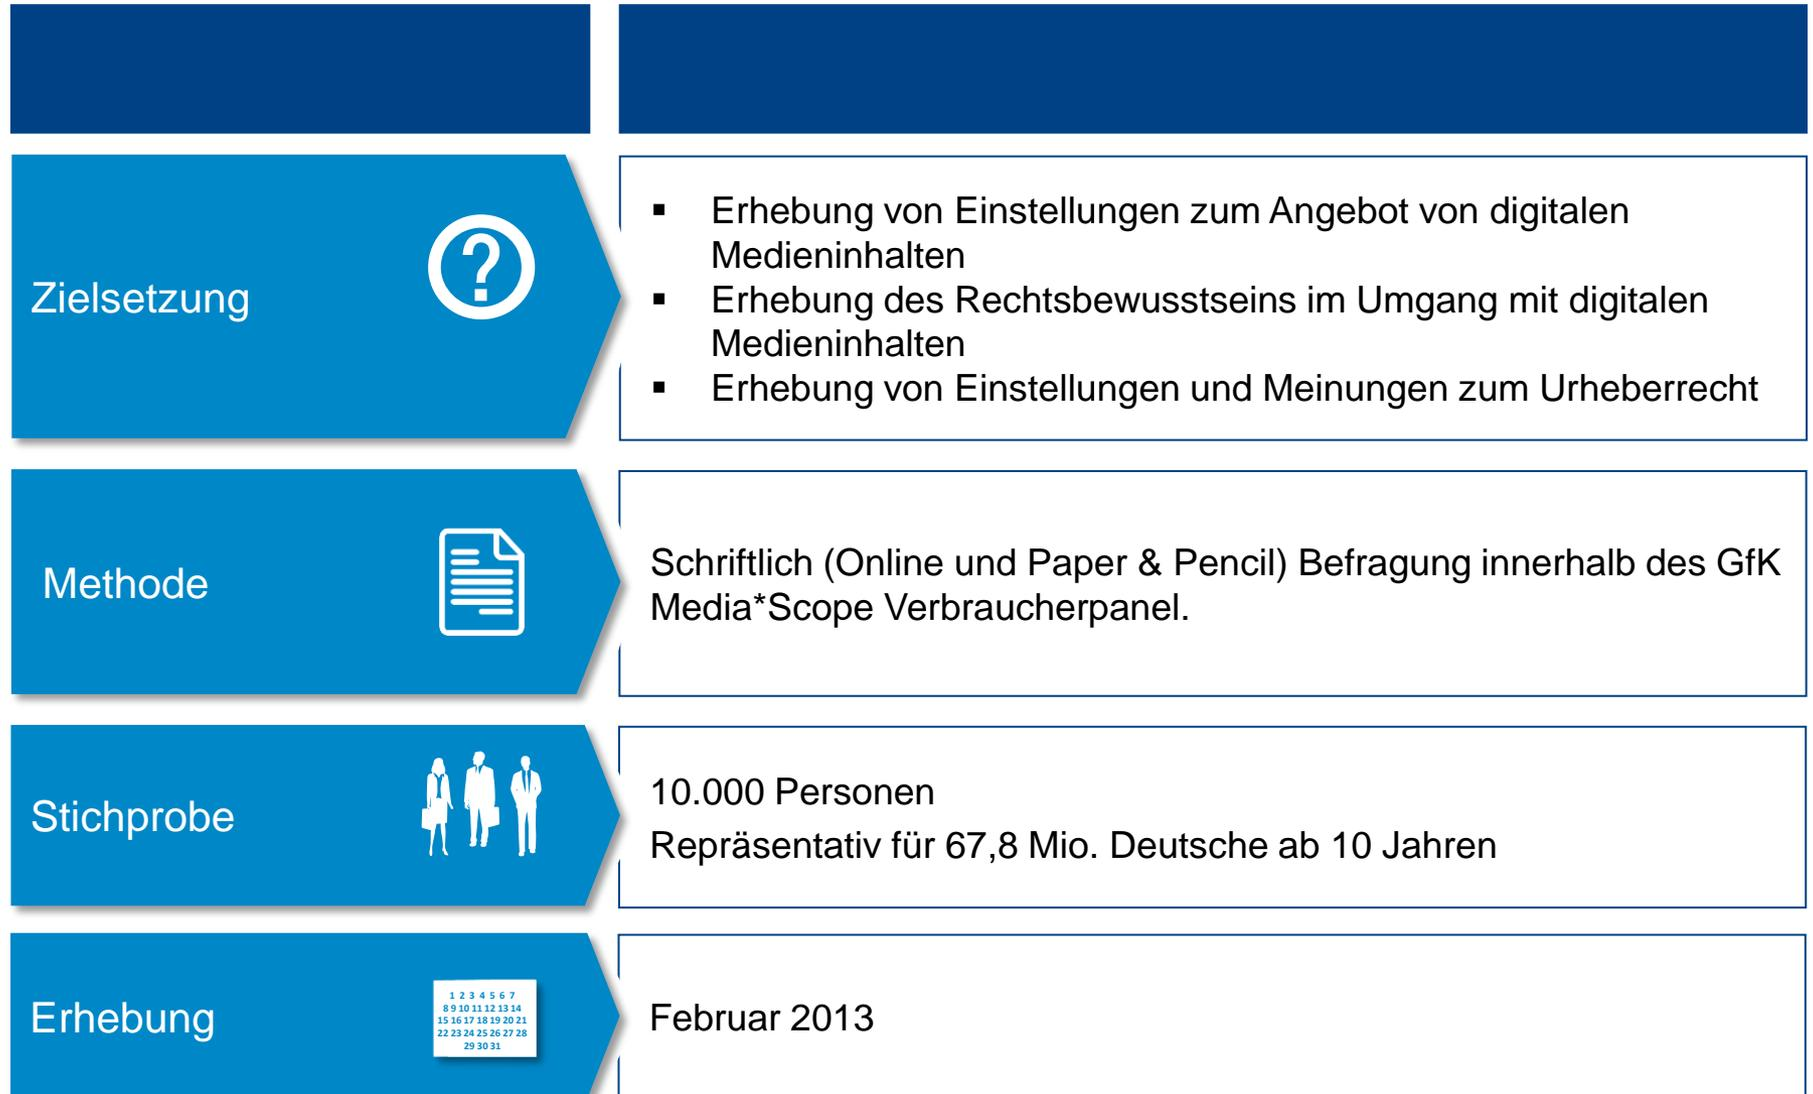 Zielsetzung
▪ Erhebung von Einstellungen zum Angebot von digitalen
Medieninhalten
▪ Erhebung des Rechtsbewusstseins im Umgang mit digitalen
Medieninhalten
▪ Erhebung von Einstellungen und Meinungen zum Urheberrecht
Methode
Schriftlich (Online und Paper & Pencil) Befragung innerhalb des GfK
Media*Scope Verbraucherpanel.
Stichprobe
10.000 Personen
Repräsentativ für 67,8 Mio. Deutsche ab 10 Jahren
Erhebung
1 2 3 4 5 6 7
8 9 10 11 12 13 14
15 16 17 18 19 20 21
22 23 24 25 26 27 28
29 30 31
Februar 2013